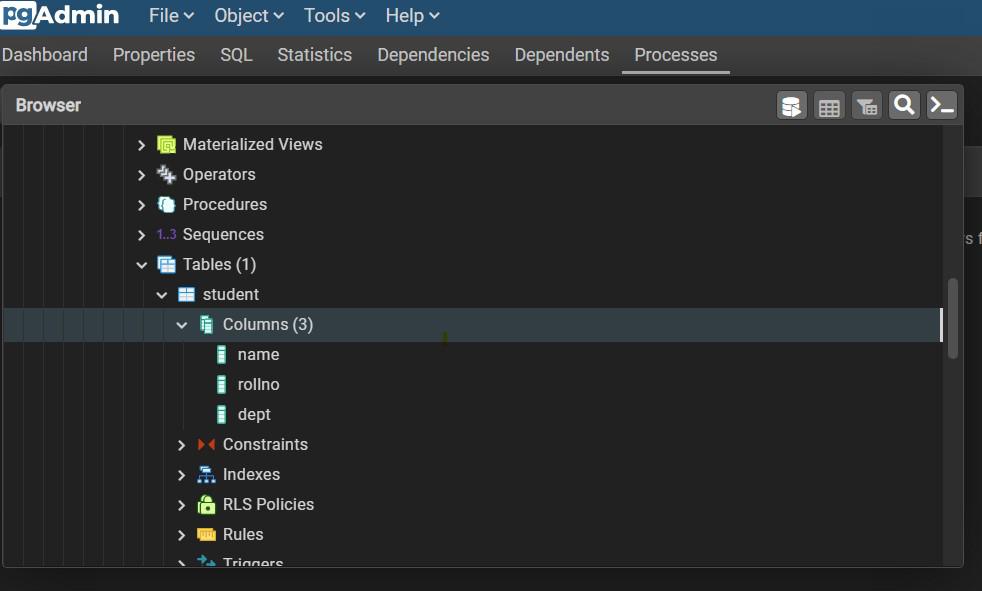 pgAdmin File Object Tools Help
Dashboard Properties SQL Statistics Dependencies Dependents Processes
Browser
Materialized Views
Operators
Procedures
1..3 Sequences
Tables (1)
student
Columns (3)
name
rollno
dept
Constraints
Indexes
RLS Policies
Rules
Triggers